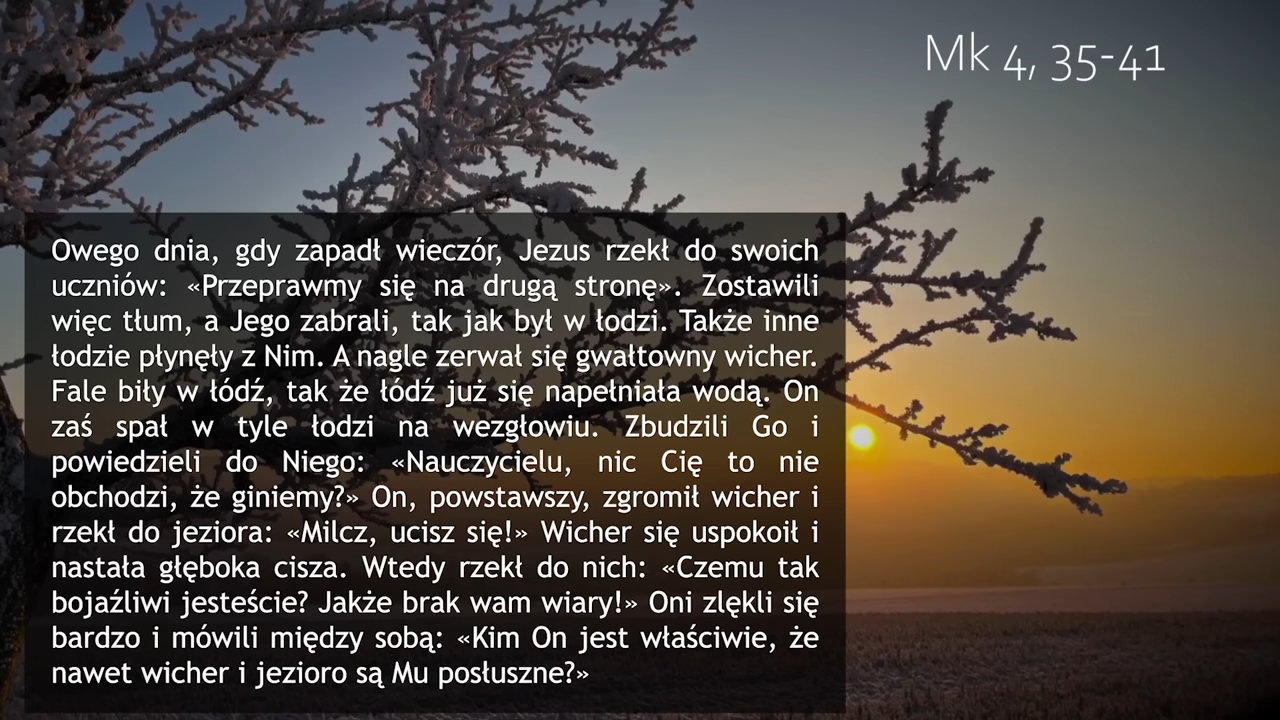 Mk 4, 35-41
Owego dnia, gdy zapadł wieczór, Jezus rzekł do swoich
uczniów: «Przeprawmy się na drugą stronę». Zostawili
więc tłum, a Jego zabrali, tak jak był w łodzi. Także inne
łodzie płynęły z Nim. A nagle zerwał się gwałtowny wicher.
Fale biły w łódź, tak że łódź już się napełniała wodą. On
zaś spał w tyle łodzi na wezgłowiu. Zbudzili Go i
powiedzieli do Niego: «Nauczycielu, nic Cię to nie
obchodzi, że giniemy?» On, powstawszy, zgromił wicher i
rzekł do jeziora: «Milcz, ucisz się!» Wicher się uspokoił i
nastała głęboka cisza. Wtedy rzekł do nich: «Czemu tak
bojaźliwi jesteście? Jakże brak wam wiary!» Oni zlękli się
bardzo i mówili między sobą: «Kim On jest właściwie, że
nawet wicher i jezioro są Mu posłuszne?»